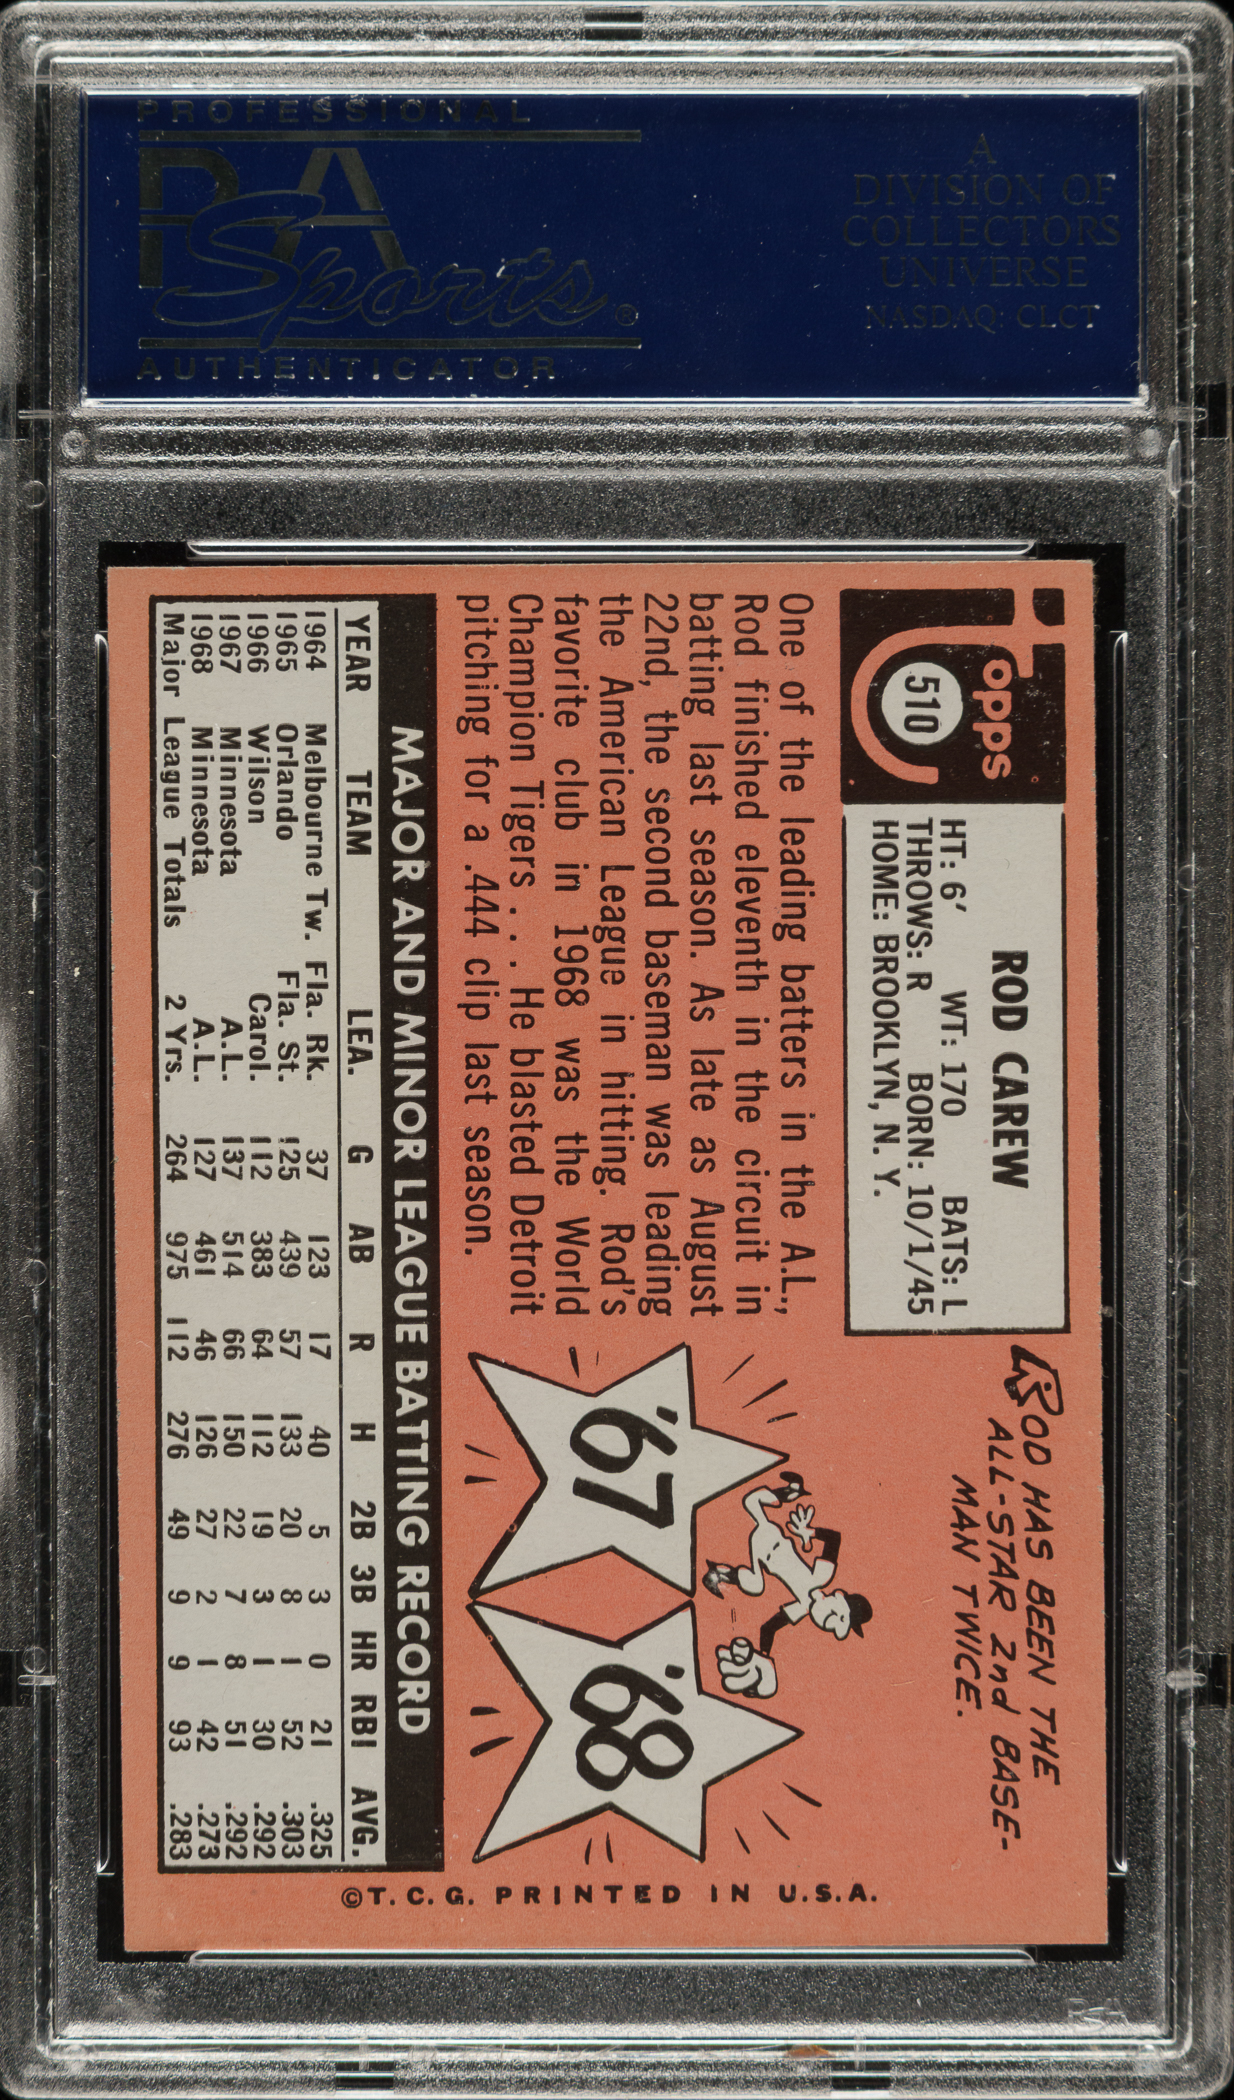 PROFESSIONAL
PSA
Sports®
AUTHENTICATOR
A
DIVISION OF
COLLECTORS
UNIVERSE
NASDAQ: CLCT
Topps
510
ROD CAREW
HT: 6' WT: 170 BATS: L
THROWS: R BORN: 10/1/45
HOME: BROOKLYN, N. Y.
ROD HAS BEEN THE
ALL-STAR 2nd BASE-
MAN TWICE.
One of the leading batters in the A.L.,
Rod finished eleventh in the circuit in
batting last season. As late as August
22nd, the second baseman was leading
the American League in hitting. Rod's
favorite club in 1968 was the World
Champion Tigers . . . He blasted Detroit
pitching for a .444 clip last season.
'67
'68
MAJOR AND MINOR LEAGUE BATTING RECORD
YEAR TEAM LEA. G AB R H 2B 3B HR RBI AVG.
1964 Melbourne Tw. Fla. Rk. 37 123 17 40 5 3 0 21 .325
1965 Orlando Fla. St. 125 439 57 133 20 8 1 52 .303
1966 Wilson Carol. 112 383 64 112 19 3 1 30 .292
1967 Minnesota A.L. 137 514 66 150 22 7 8 51 .292
1968 Minnesota A.L. 127 461 46 126 27 2 1 42 .273
Major League Totals 2 Yrs. 264 975 112 276 49 9 9 93 .283
©T. C. G. PRINTED IN U.S.A.
PSA